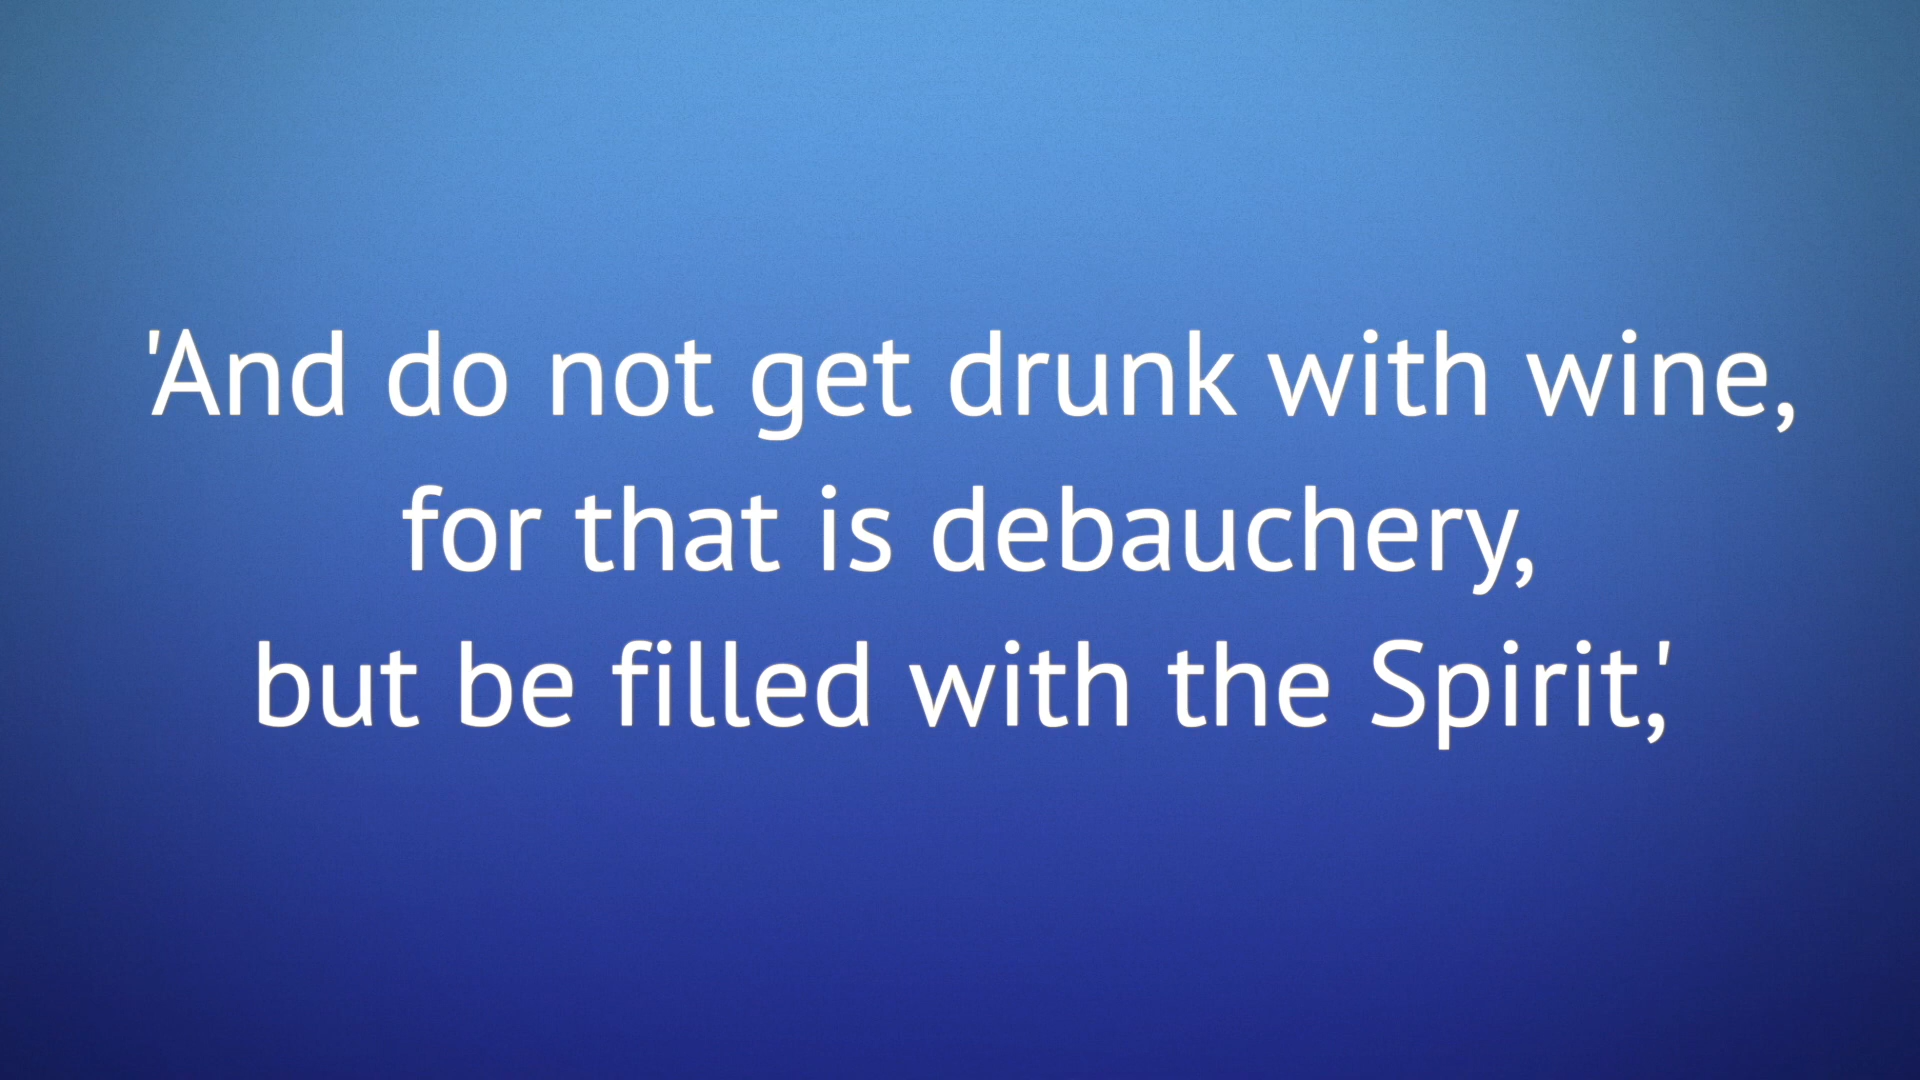 'And do not get drunk with wine,
for that is debauchery,
but be filled with the Spirit,'